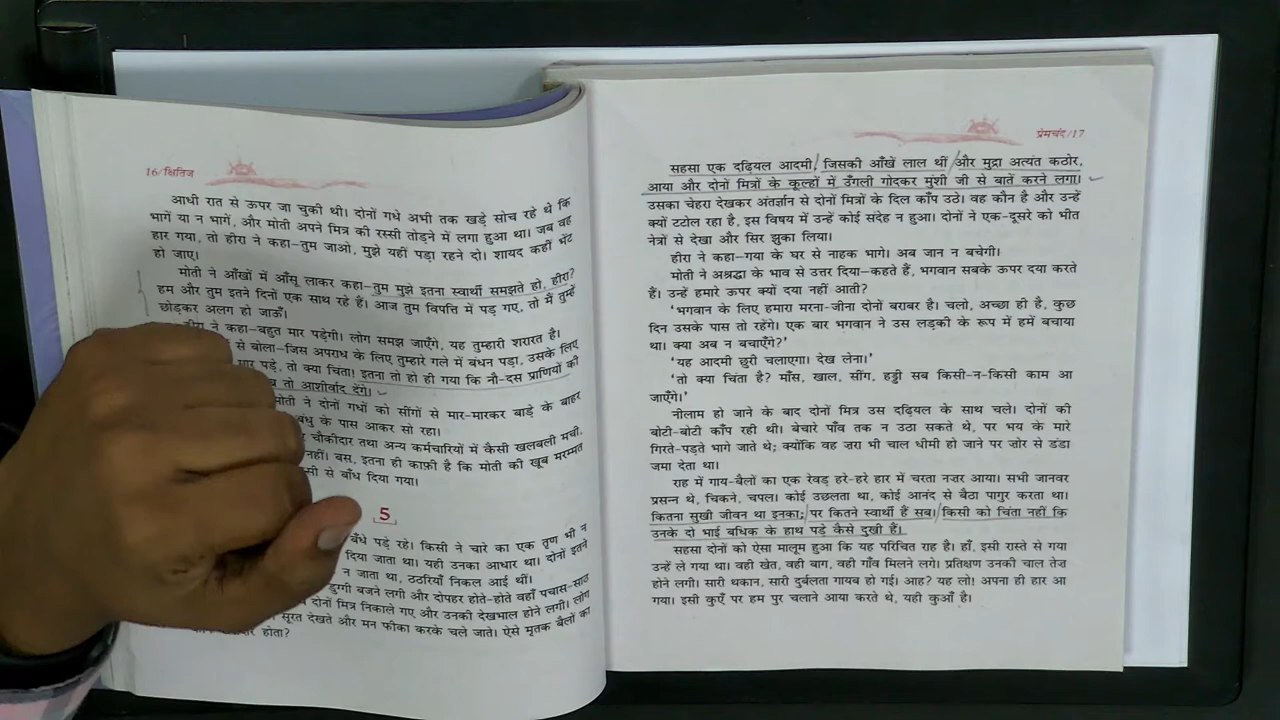 16/क्षितिज
आधी रात से ऊपर जा चुकी थी। दोनों गधे अभी तक खड़े सोच रहे थे कि
भागें या न भागें, और मोती अपने मित्र की रस्सी तोड़ने में लगा हुआ था। जब वह
हार गया, तो हीरा ने कहा–तुम जाओ, मुझे यहीं पड़ा रहने दो। शायद कहीं भेंट
हो जाए।
मोती ने आँखों में आँसू लाकर कहा–तुम मुझे इतना स्वार्थी समझते हो, हीरा?
हम और तुम इतने दिनों एक साथ रहे हैं। आज तुम विपत्ति में पड़ गए, तो मैं तुम्हें
छोड़कर अलग हो जाऊँ।
ने कहा–बहुत मार पड़ेगी। लोग समझ जाएँगे, यह तुम्हारी शरारत है।
से बोला–जिस अपराध के लिए तुम्हारे गले में बंधन पड़ा, उसके लिए
पड़े, तो क्या चिंता! इतना तो हो ही गया कि नौ-दस प्राणियों की
तो आशीर्वाद देंगे।
मोती ने दोनों गधों को सींगों से मार-मारकर बाड़े के बाहर
बंधु के पास आकर सो रहा।
चौकीदार तथा अन्य कर्मचारियों में कैसी खलबली मची,
नहीं। बस, इतना ही काफ़ी है कि मोती की खूब मरम्मत
से बाँध दिया गया।
5
बँधे पड़े रहे। किसी ने चारे का एक तृण भी न
दिया जाता था। यही उनका आधार था। दोनों इतने
न जाता था, ठठरियाँ निकल आई थीं।
डुग्गी बजने लगी और दोपहर होते-होते वहाँ पचास-साठ
दोनों मित्र निकाले गए और उनकी देखभाल होने लगी। लोग
सूरत देखते और मन फीका करके चले जाते। ऐसे मृतक बैलों का
होता?
प्रेमचंद/17
सहसा एक दढ़ियल आदमी, जिसकी आँखें लाल थीं और मुद्रा अत्यंत कठोर,
आया और दोनों मित्रों के कूल्हों में उँगली गोदकर मुंशी जी से बातें करने लगा।
उसका चेहरा देखकर अंतर्ज्ञान से दोनों मित्रों के दिल काँप उठे। वह कौन है और उन्हें
क्यों टटोल रहा है, इस विषय में उन्हें कोई संदेह न हुआ। दोनों ने एक-दूसरे को भीत
नेत्रों से देखा और सिर झुका लिया।
हीरा ने कहा–गया के घर से नाहक भागे। अब जान न बचेगी।
मोती ने अश्रद्धा के भाव से उत्तर दिया–कहते हैं, भगवान सबके ऊपर दया करते
हैं। उन्हें हमारे ऊपर क्यों दया नहीं आती?
'भगवान के लिए हमारा मरना-जीना दोनों बराबर है। चलो, अच्छा ही है, कुछ
दिन उसके पास तो रहेंगे। एक बार भगवान ने उस लड़की के रूप में हमें बचाया
था। क्या अब न बचाएँगे?'
'यह आदमी छुरी चलाएगा। देख लेना।'
'तो क्या चिंता है? माँस, खाल, सींग, हड्डी सब किसी-न-किसी काम आ
जाएँगे।'
नीलाम हो जाने के बाद दोनों मित्र उस दढ़ियल के साथ चले। दोनों की
बोटी-बोटी काँप रही थी। बेचारे पाँव तक न उठा सकते थे, पर भय के मारे
गिरते-पड़ते भागे जाते थे; क्योंकि वह ज़रा भी चाल धीमी हो जाने पर ज़ोर से डंडा
जमा देता था।
राह में गाय-बैलों का एक रेवड़ हरे-हरे हार में चरता नजर आया। सभी जानवर
प्रसन्न थे, चिकने, चपल। कोई उछलता था, कोई आनंद से बैठा पागुर करता था।
कितना सुखी जीवन था इनका; पर कितने स्वार्थी हैं सब। किसी को चिंता नहीं कि
उनके दो भाई बधिक के हाथ पड़े कैसे दुखी हैं।
सहसा दोनों को ऐसा मालूम हुआ कि यह परिचित राह है। हाँ, इसी रास्ते से गया
उन्हें ले गया था। वही खेत, वही बाग, वही गाँव मिलने लगे। प्रतिक्षण उनकी चाल तेज
होने लगी। सारी थकान, सारी दुर्बलता गायब हो गई। आह? यह लो! अपना ही हार आ
गया। इसी कुएँ पर हम पुर चलाने आया करते थे, यही कुआँ है।